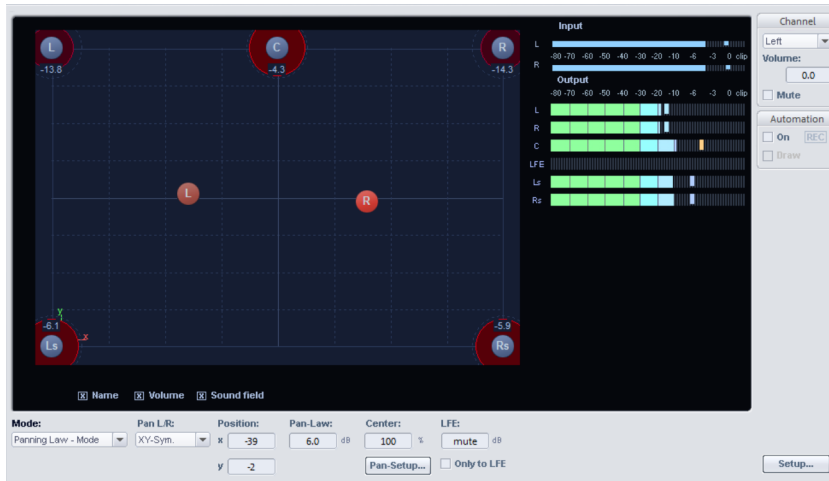 Input
L
-80 -70 -60 -50 -40 -30 -20 -10 -6 -3 0 clip
R
Output
-80 -70 -60 -50 -40 -30 -20 -10 -6 -3 0 clip
L
R
C
LFE
Ls
Rs
L
-13.8
C
-4.3
R
-14.3
L
R
y
x
-6.1
Ls
-5.9
Rs
Name Volume Sound field
Channel
Left
Volume:
0.0
Mute
Automation
On REC
Draw
Mode: Pan L/R: Position: Pan-Law: Center: LFE:
Panning Law - Mode XY-Sym. x -39 6.0 dB 100 % mute dB
y -2 Pan-Setup... Only to LFE
Setup...